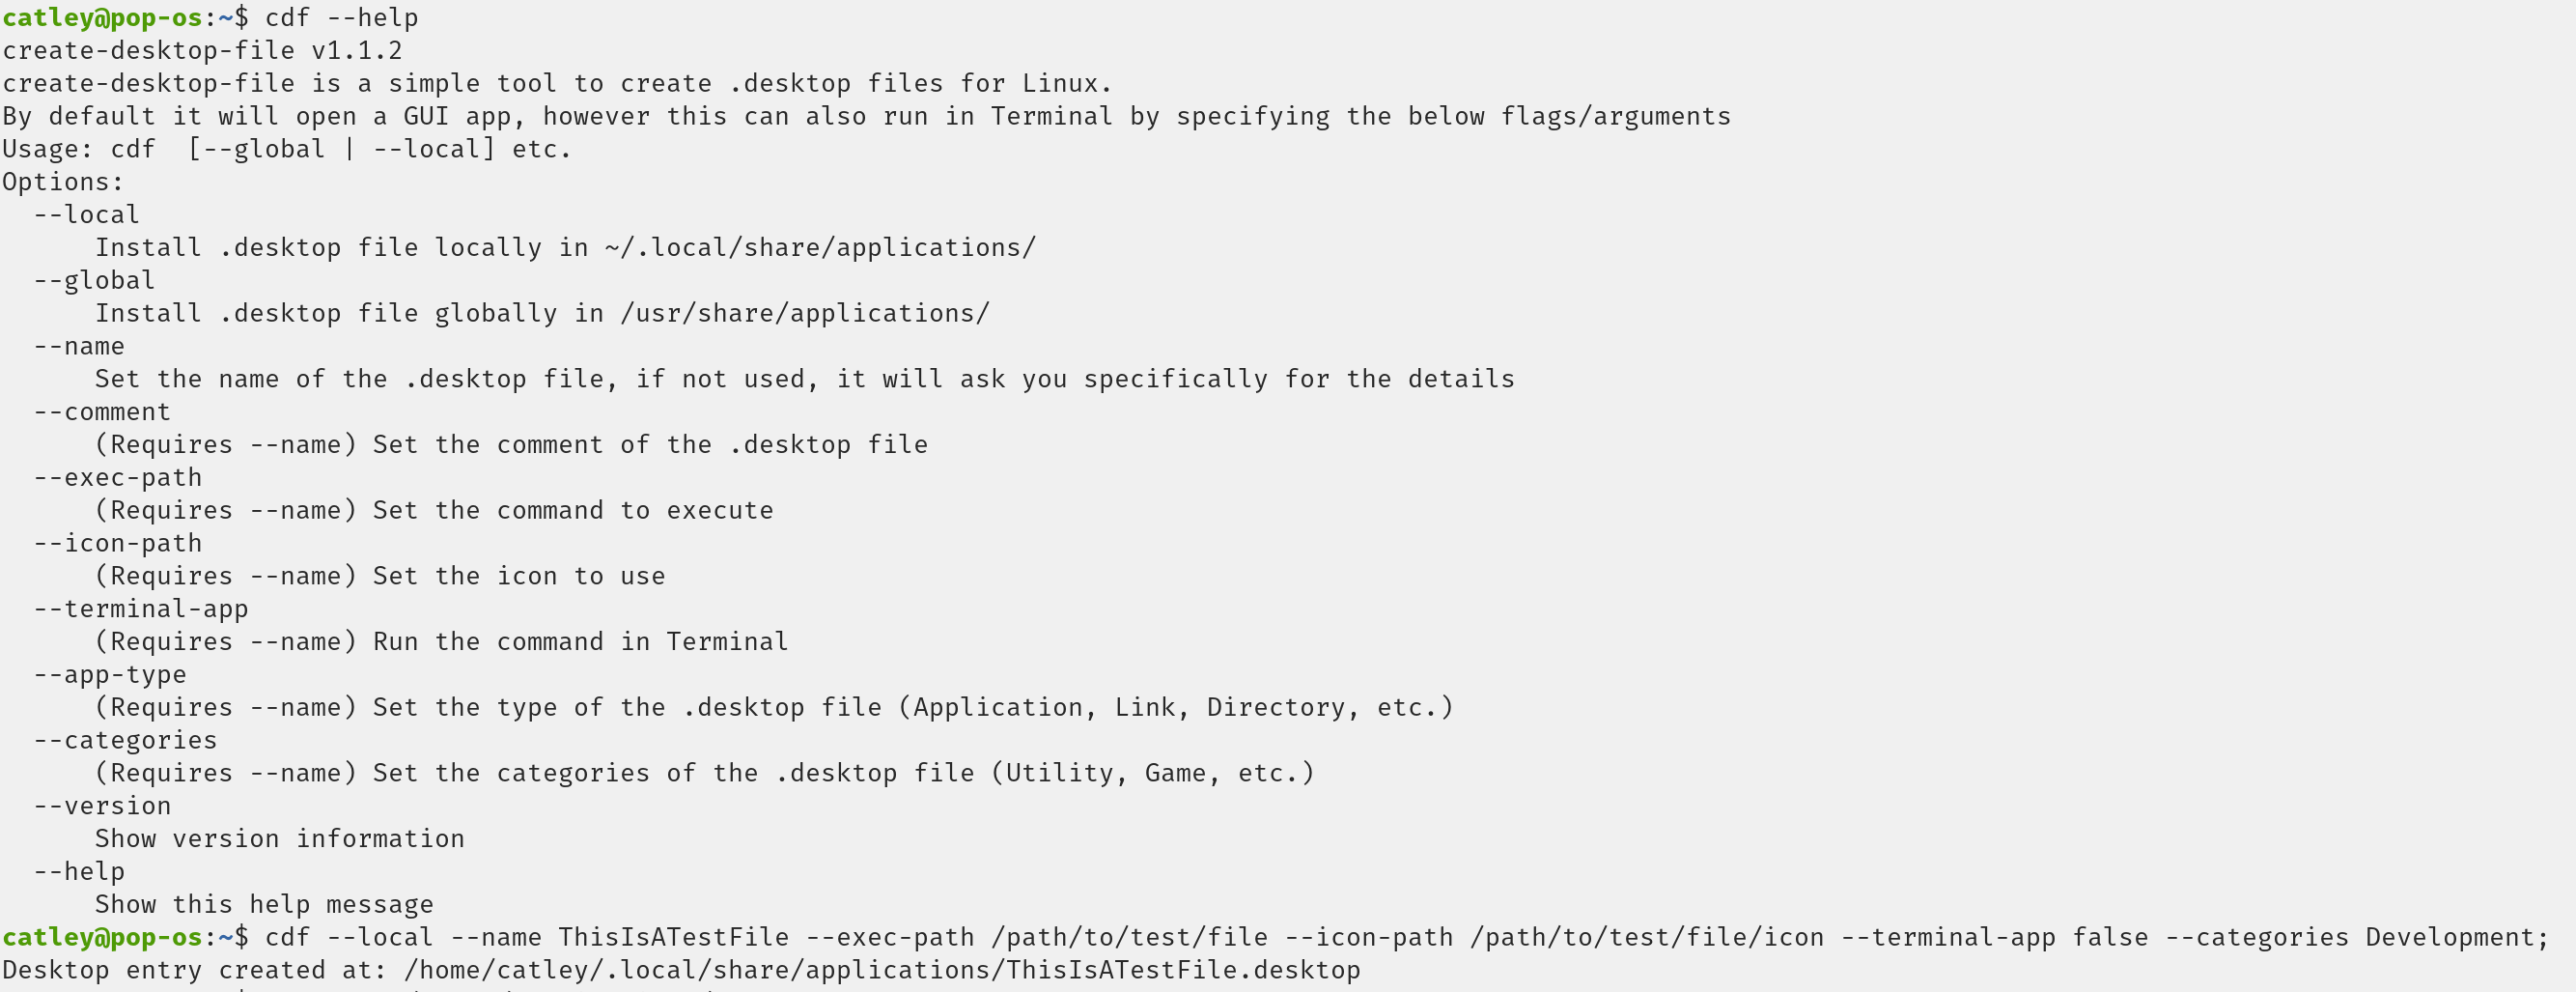 catley@pop-os:~$ cdf --help
create-desktop-file v1.1.2
create-desktop-file is a simple tool to create .desktop files for Linux.
By default it will open a GUI app, however this can also run in Terminal by specifying the below flags/arguments
Usage: cdf  [--global | --local] etc.
Options:
  --local
      Install .desktop file locally in ~/.local/share/applications/
  --global
      Install .desktop file globally in /usr/share/applications/
  --name
      Set the name of the .desktop file, if not used, it will ask you specifically for the details
  --comment
      (Requires --name) Set the comment of the .desktop file
  --exec-path
      (Requires --name) Set the command to execute
  --icon-path
      (Requires --name) Set the icon to use
  --terminal-app
      (Requires --name) Run the command in Terminal
  --app-type
      (Requires --name) Set the type of the .desktop file (Application, Link, Directory, etc.)
  --categories
      (Requires --name) Set the categories of the .desktop file (Utility, Game, etc.)
  --version
      Show version information
  --help
      Show this help message
catley@pop-os:~$ cdf --local --name ThisIsATestFile --exec-path /path/to/test/file --icon-path /path/to/test/file/icon --terminal-app false --categories Development;
Desktop entry created at: /home/catley/.local/share/applications/ThisIsATestFile.desktop